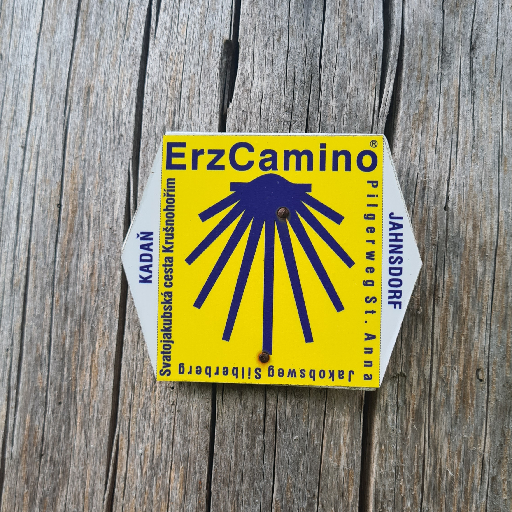 ErzCamino®
KADAŇ
Svatojakubská cesta Krušnohořím
Pilgerweg St. Anna
JAHNSDORF
Jakobsweg Silberberg